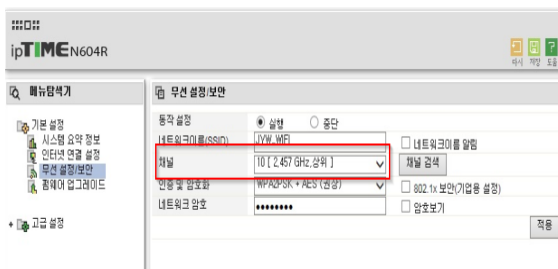 ipTIME N604R
다시 저장 도움
메뉴탐색기
기본 설정
시스템 요약 정보
인터넷 연결 설정
무선 설정/보안
펌웨어 업그레이드
고급 설정
무선 설정/보안
동작 설정 실행 중단
네트워크이름(SSID) JYW_WIFI 네트워크이름 알림
채널 10 [ 2,457 GHz,상위 ] 채널 검색
인증 및 암호화 WPA2PSK + AES (권장) 802.1x 보안(기업용 설정)
네트워크 암호 ●●●●●●●● 암호보기
적용